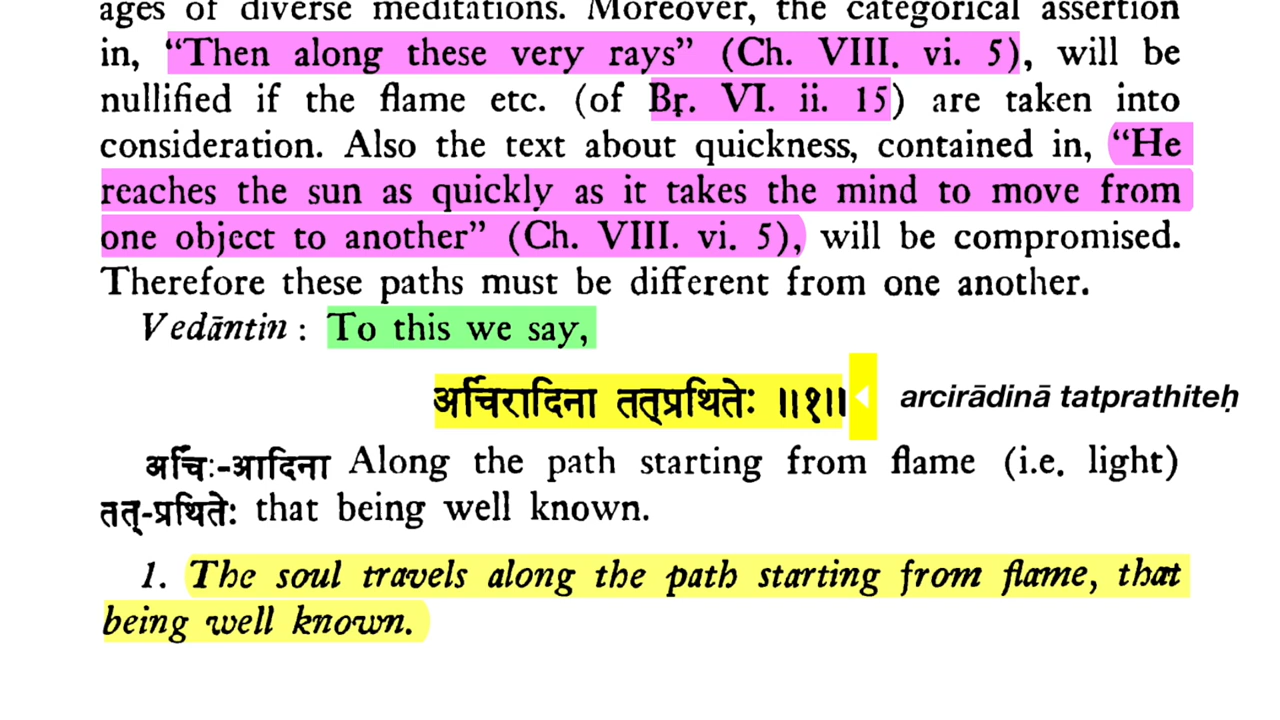 ages of diverse meditations. Moreover, the categorical assertion
in, “Then along these very rays” (Ch. VIII. vi. 5), will be
nullified if the flame etc. (of Bṛ. VI. ii. 15) are taken into
consideration. Also the text about quickness, contained in, “He
reaches the sun as quickly as it takes the mind to move from
one object to another” (Ch. VIII. vi. 5), will be compromised.
Therefore these paths must be different from one another.
Vedāntin : To this we say,
अर्चिरादिना तत्प्रथितेः ॥१॥ arcirādinā tatprathiteḥ
अर्चिः-आदिना Along the path starting from flame (i.e. light)
तत्-प्रथितेः that being well known.
1. The soul travels along the path starting from flame, that
being well known.